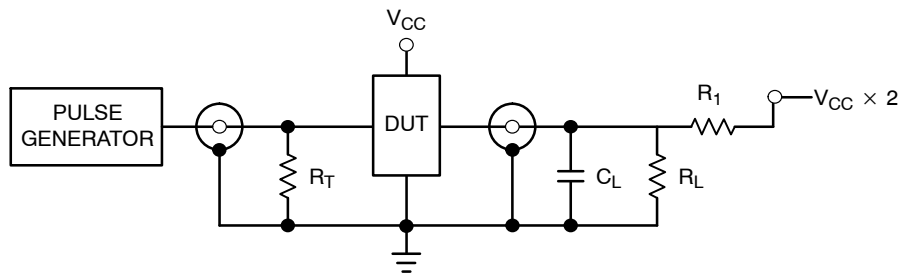 V_CC
PULSE
GENERATOR
R_T
DUT
C_L
R_L
R_1
V_CC × 2